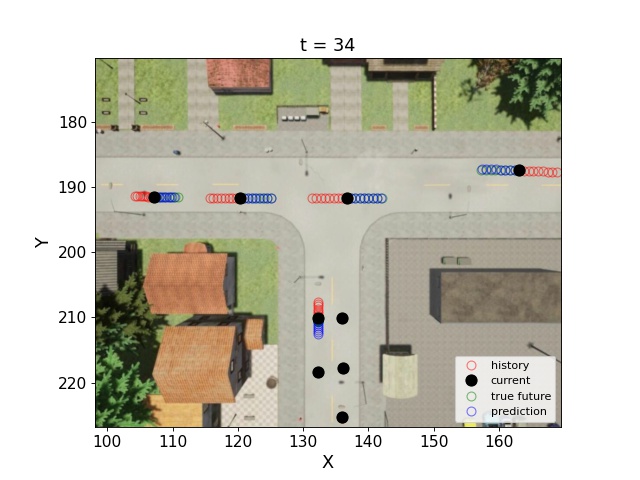 t = 34
180
190
200
210
220
Y
100
110
120
130
140
150
160
X
history
current
true future
prediction